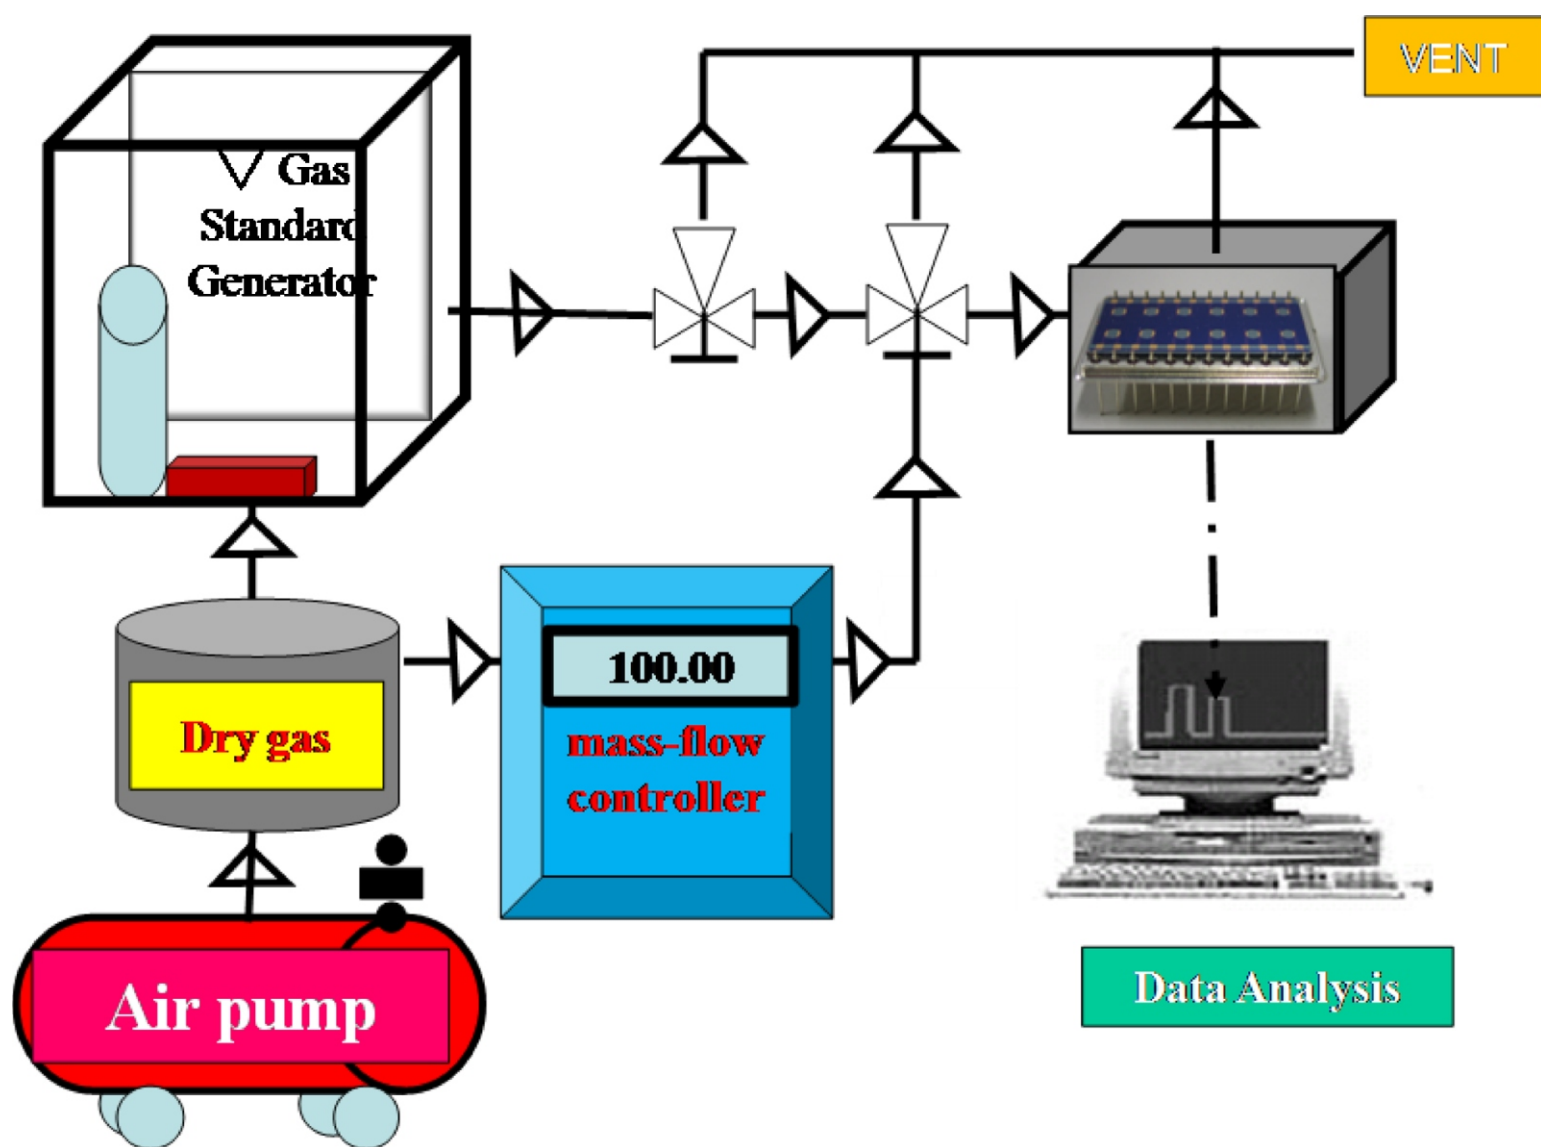 VENT
Gas
Standard
Generator
100.00
mass-flow
controller
Dry gas
Air pump
Data Analysis